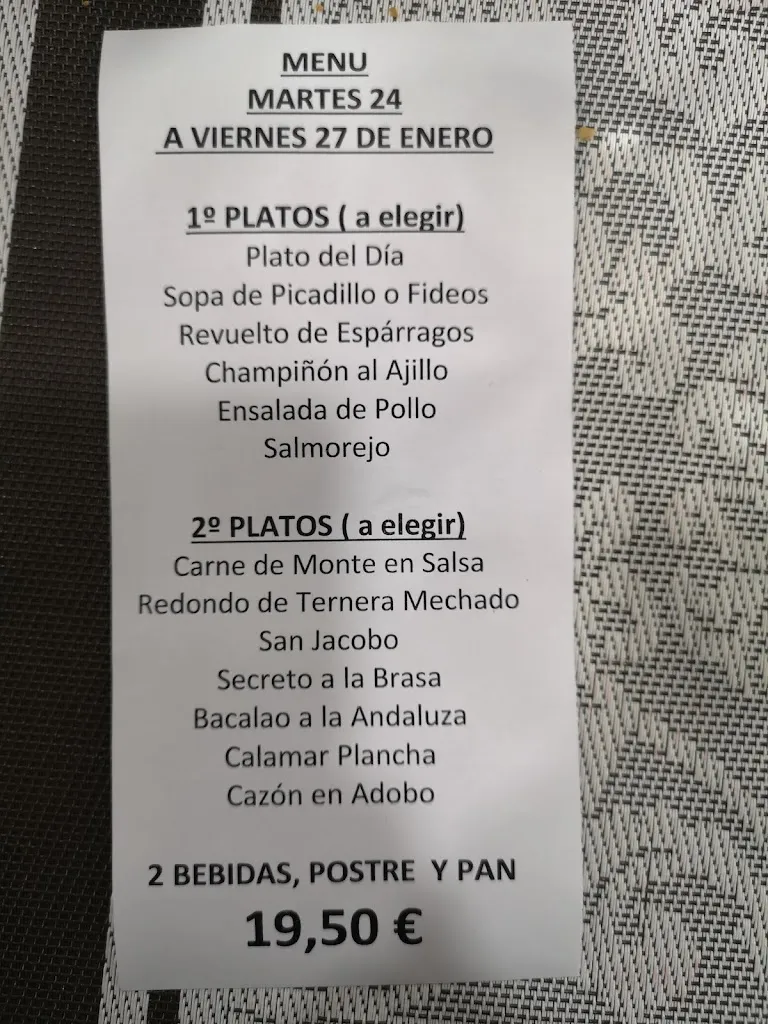 MENU
MARTES 24
A VIERNES 27 DE ENERO
1º PLATOS ( a elegir)
Plato del Día
Sopa de Picadillo o Fideos
Revuelto de Espárragos
Champiñón al Ajillo
Ensalada de Pollo
Salmorejo
2º PLATOS ( a elegir)
Carne de Monte en Salsa
Redondo de Ternera Mechado
San Jacobo
Secreto a la Brasa
Bacalao a la Andaluza
Calamar Plancha
Cazón en Adobo
2 BEBIDAS, POSTRE Y PAN
19,50 €